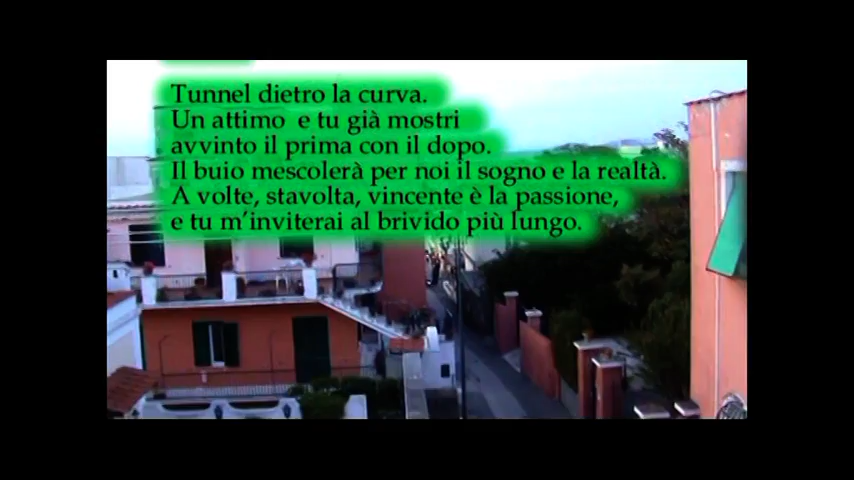 Tunnel dietro la curva.
Un attimo e tu già mostri
avvinto il prima con il dopo.
Il buio mescolerà per noi il sogno e la realtà.
A volte, stavolta, vincente è la passione,
e tu m'inviterai al brivido più lungo.